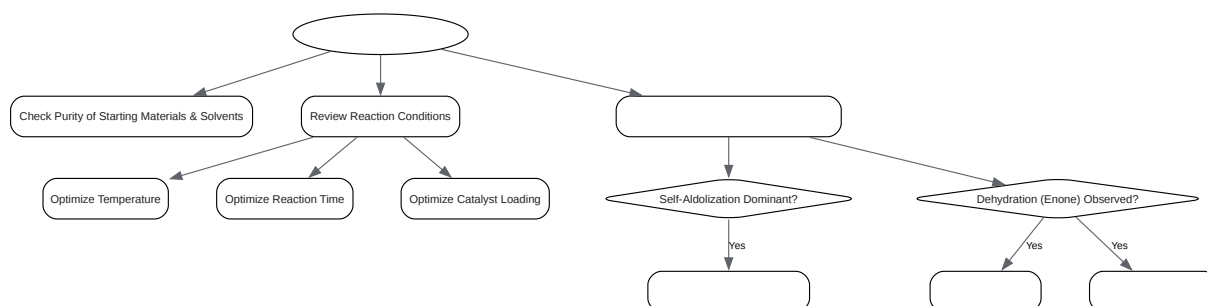 Check Purity of Starting Materials & Solvents
Review Reaction Conditions
Optimize Temperature
Optimize Reaction Time
Optimize Catalyst Loading
Self-Aldolization Dominant?
Dehydration (Enone) Observed?
Yes
Yes
Yes